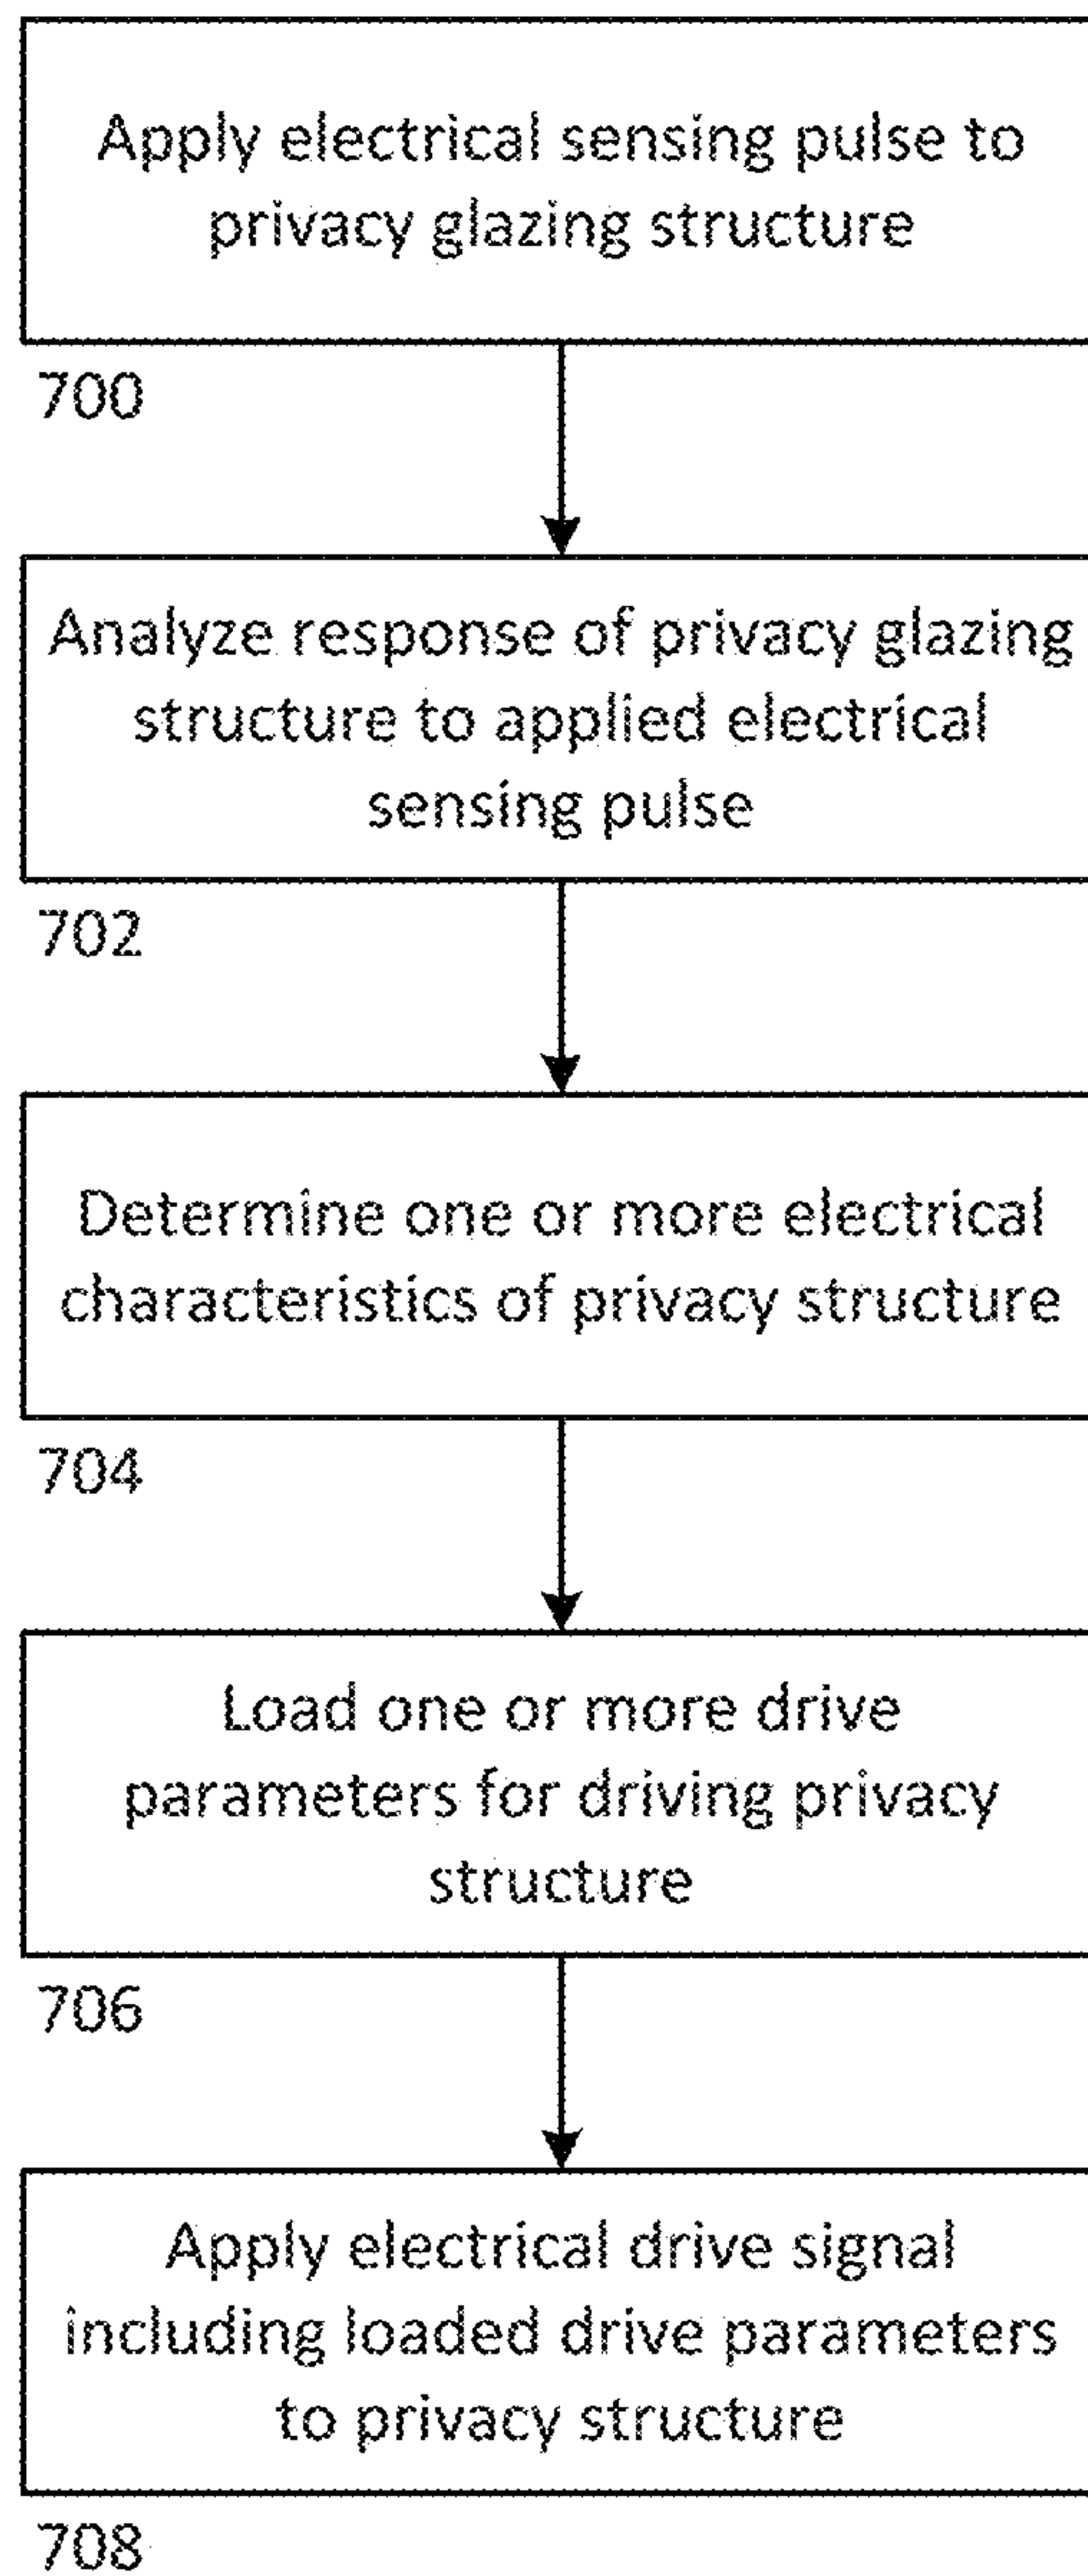 Apply electrical sensing pulse to
privacy glazing structure
700
Analyze response of privacy glazing
structure to applied electrical
sensing pulse
702
Determine one or more electrical
characteristics of privacy structure
704
Load one or more drive
parameters for driving privacy
structure
706
Apply electrical drive signal
including loaded drive parameters
to privacy structure
708